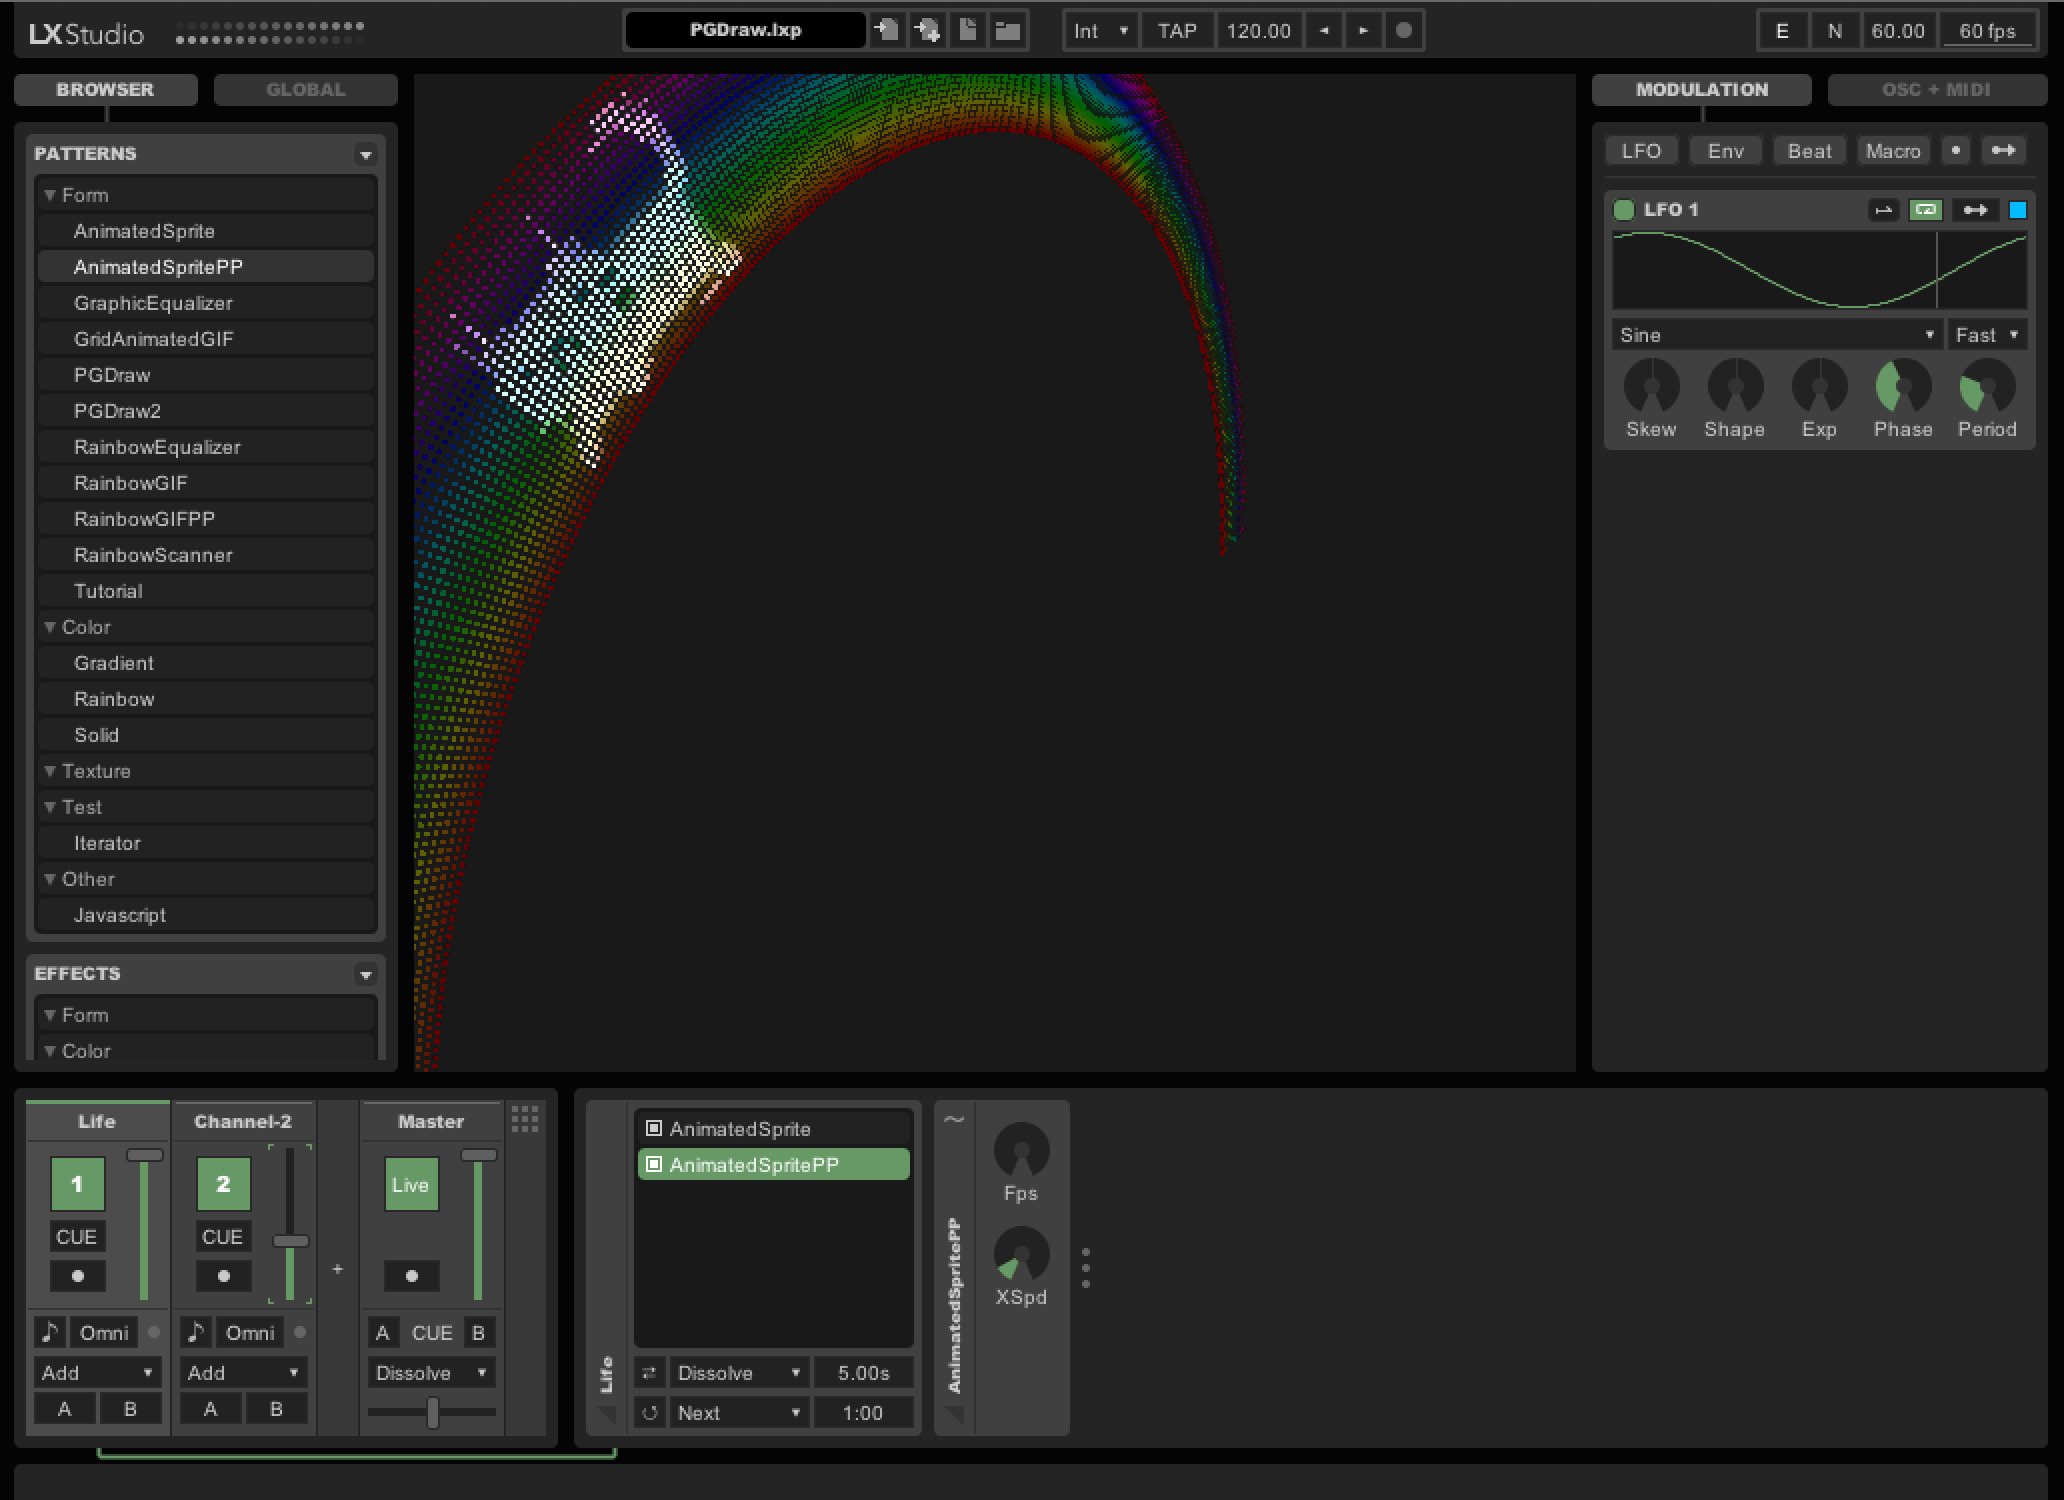 LXStudio
PGDraw.lxp
Int TAP 120.00
E N 60.00 60 fps
BROWSER GLOBAL
PATTERNS
Form
AnimatedSprite
AnimatedSpritePP
GraphicEqualizer
GridAnimatedGIF
PGDraw
PGDraw2
RainbowEqualizer
RainbowGIF
RainbowGIFPP
RainbowScanner
Tutorial
Color
Gradient
Rainbow
Solid
Texture
Test
Iterator
Other
Javascript
EFFECTS
Form
Color
MODULATION OSC + MIDI
LFO Env Beat Macro
LFO 1
Sine Fast
Skew Shape Exp Phase Period
Life Channel-2 Master
1 2 Live
CUE CUE
+
Omni Omni A CUE B
Add Add Dissolve
A B A B
Life
AnimatedSprite
AnimatedSpritePP
Dissolve 5.00s
Next 1:00
AnimatedSpritePP
Fps
XSpd